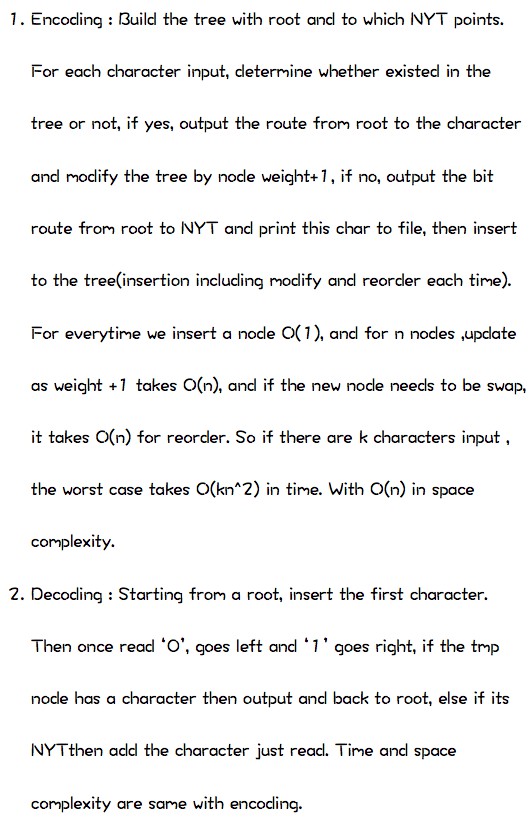 1. Encoding : Build the tree with root and to which NYT points.
For each character input, determine whether existed in the
tree or not, if yes, output the route from root to the character
and modify the tree by node weight+1, if no, output the bit
route from root to NYT and print this char to file, then insert
to the tree(insertion including modify and reorder each time).
For everytime we insert a node O(1), and for n nodes ,update
as weight +1 takes O(n), and if the new node needs to be swap,
it takes O(n) for reorder. So if there are k characters input ,
the worst case takes O(kn^2) in time. With O(n) in space
complexity.
2. Decoding : Starting from a root, insert the first character.
Then once read ‘0’, goes left and ‘1’ goes right, if the tmp
node has a character then output and back to root, else if its
NYTthen add the character just read. Time and space
complexity are same with encoding.